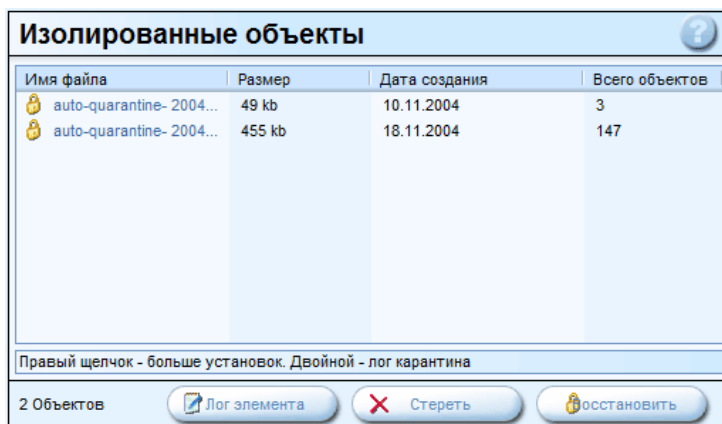 Изолированные объекты
?
Имя файла Размер Дата создания Всего объектов
auto-quarantine- 2004... 49 kb 10.11.2004 3
auto-quarantine- 2004... 455 kb 18.11.2004 147
Правый щелчок - больше установок. Двойной - лог карантина
2 Объектов Лог элемента Стереть Восстановить